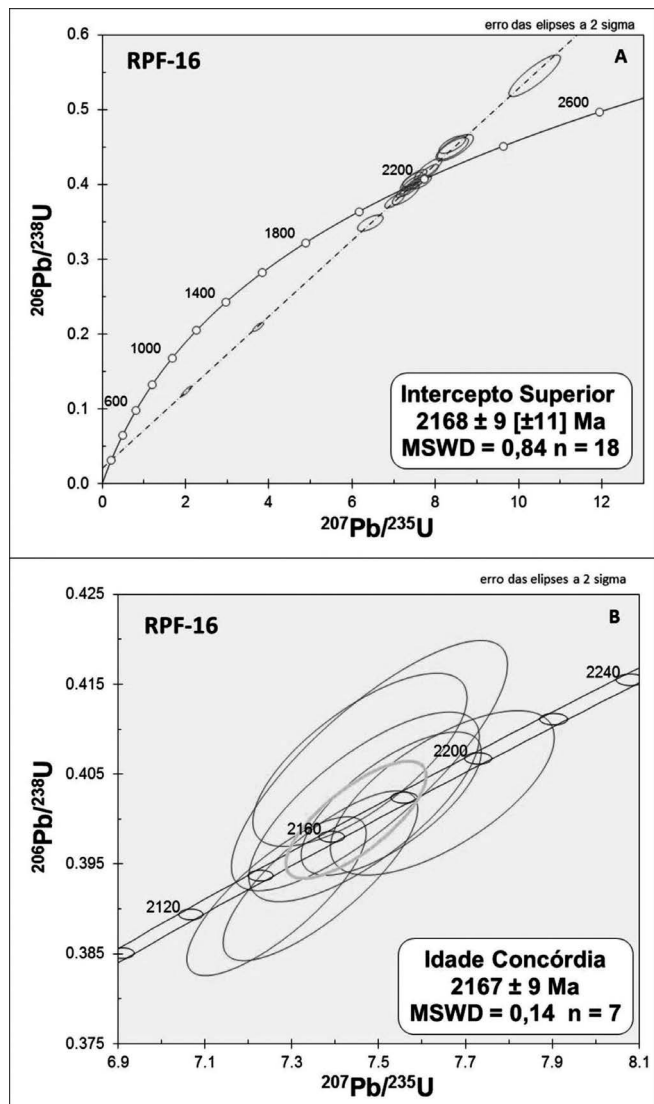 erro das elipses a 2 sigma
RPF-16
A
0.6
0.5
0.4
0.3
0.2
0.1
0.0
206Pb/238U
600
1000
1400
1800
2200
2600
Intercepto Superior
2168 ± 9 [±11] Ma
MSWD = 0,84 n = 18
0 2 4 6 8 10 12
207Pb/235U
erro das elipses a 2 sigma
RPF-16
B
0.425
0.415
0.405
0.395
0.385
0.375
206Pb/238U
2120
2160
2200
2240
Idade Concórdia
2167 ± 9 Ma
MSWD = 0,14 n = 7
6.9 7.1 7.3 7.5 7.7 7.9 8.1
207Pb/235U